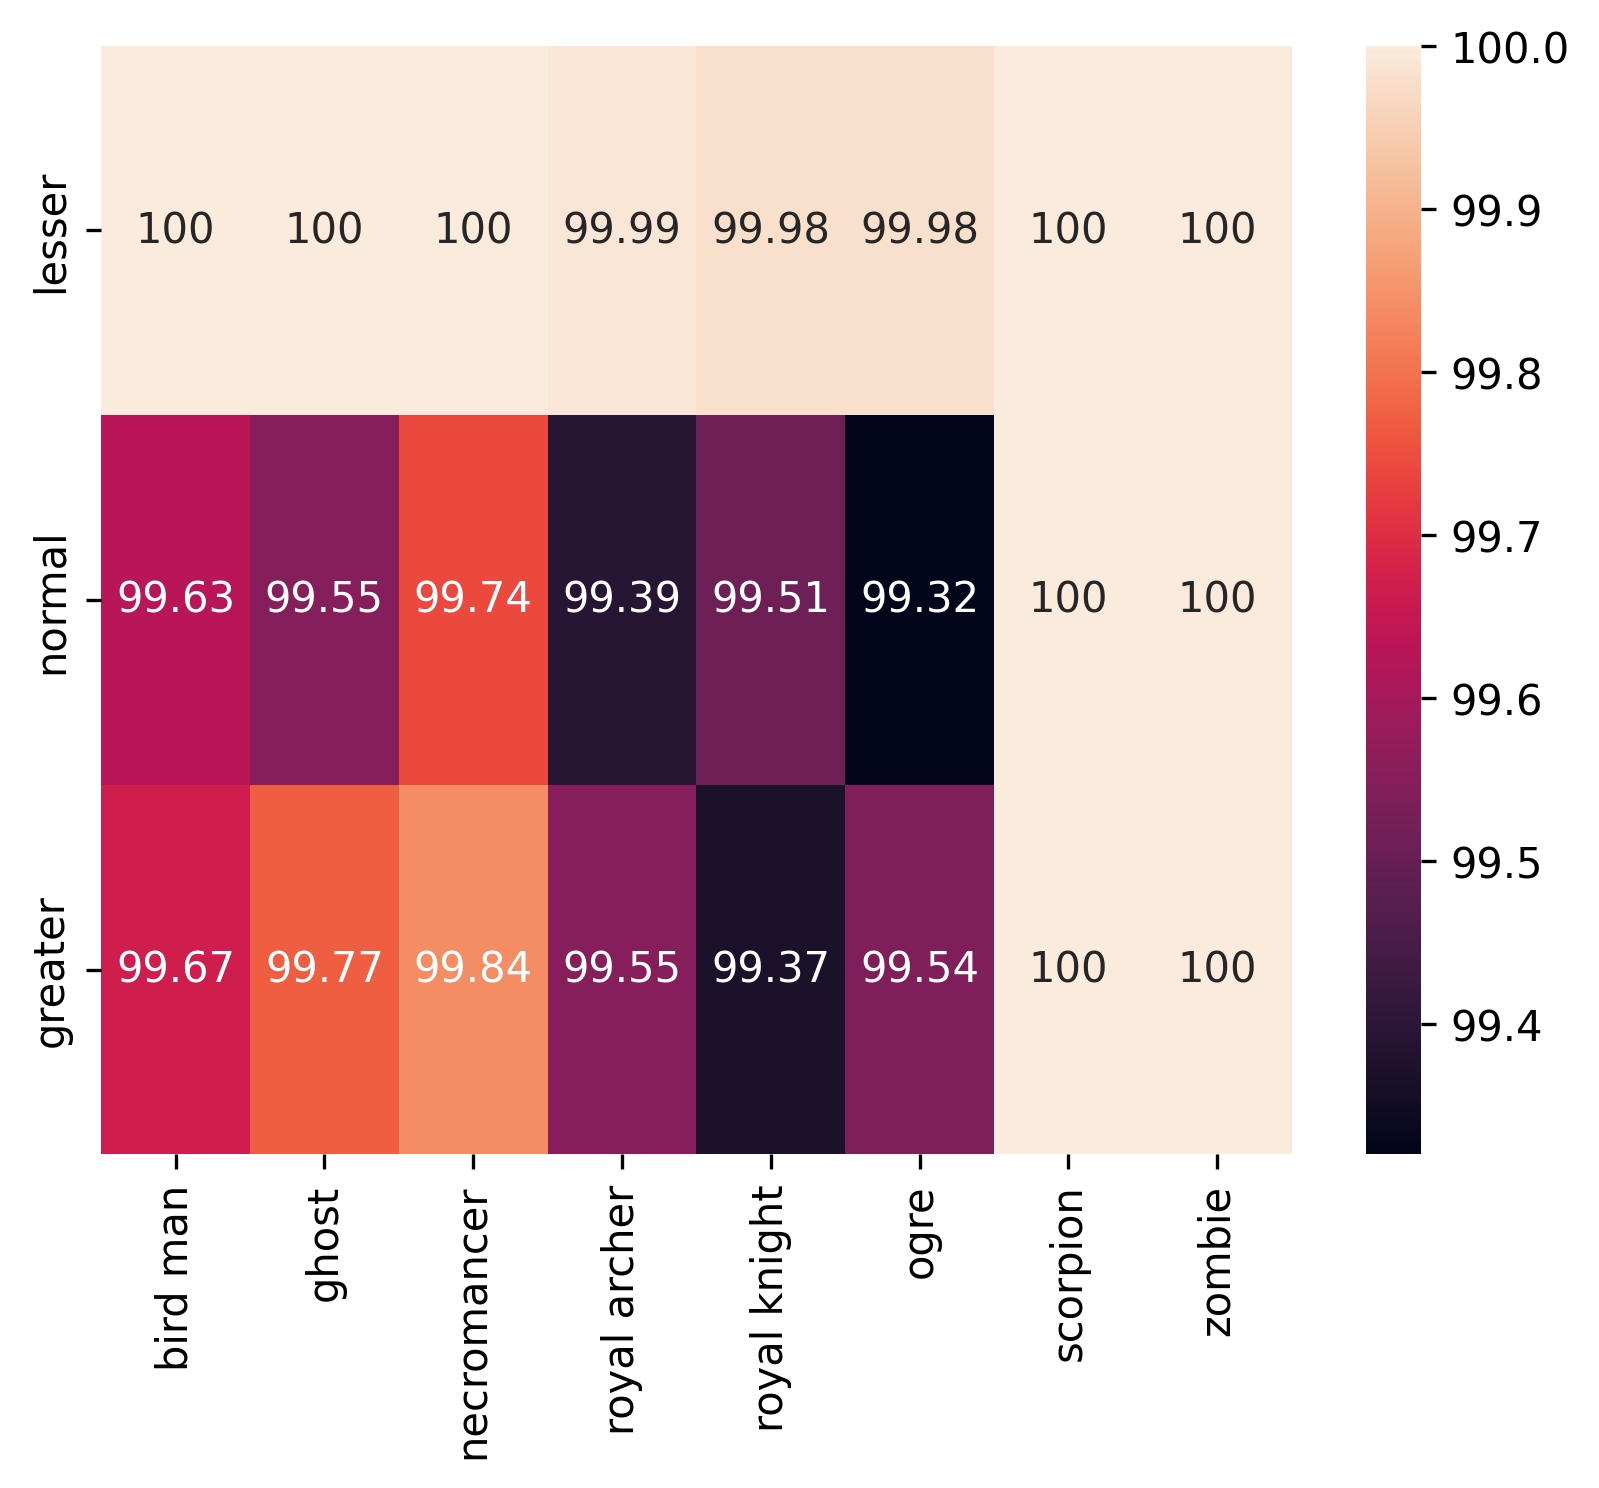 lesser 100 100 100 99.99 99.98 99.98 100 100
normal 99.63 99.55 99.74 99.39 99.51 99.32 100 100
greater 99.67 99.77 99.84 99.55 99.37 99.54 100 100
bird man ghost necromancer royal archer royal knight ogre scorpion zombie
100.0
99.9
99.8
99.7
99.6
99.5
99.4